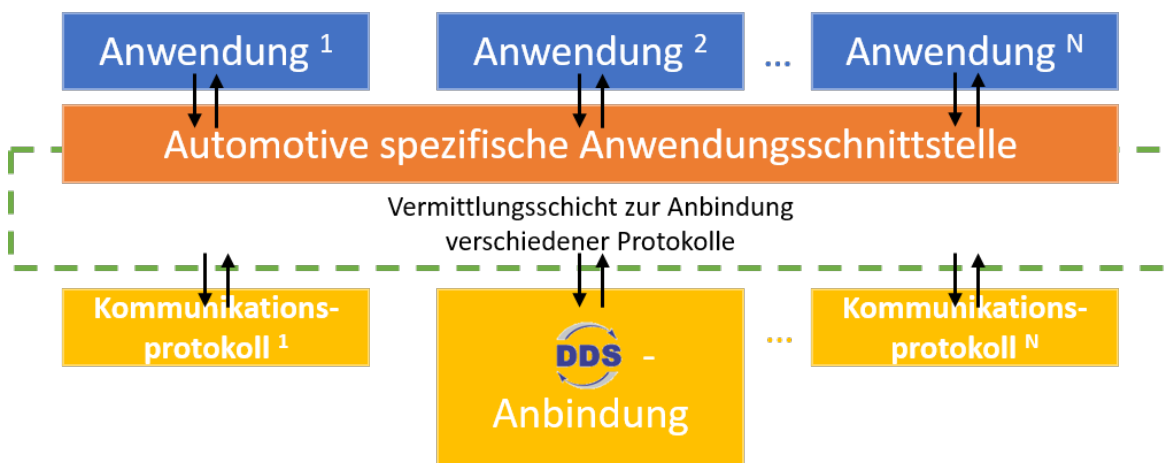 Anwendung 1
Anwendung 2
...
Anwendung N
Automotive spezifische Anwendungsschnittstelle
Vermittlungsschicht zur Anbindung
verschiedener Protokolle
Kommunikations-
protokoll 1
DDS -
Anbindung
...
Kommunikations-
protokoll N